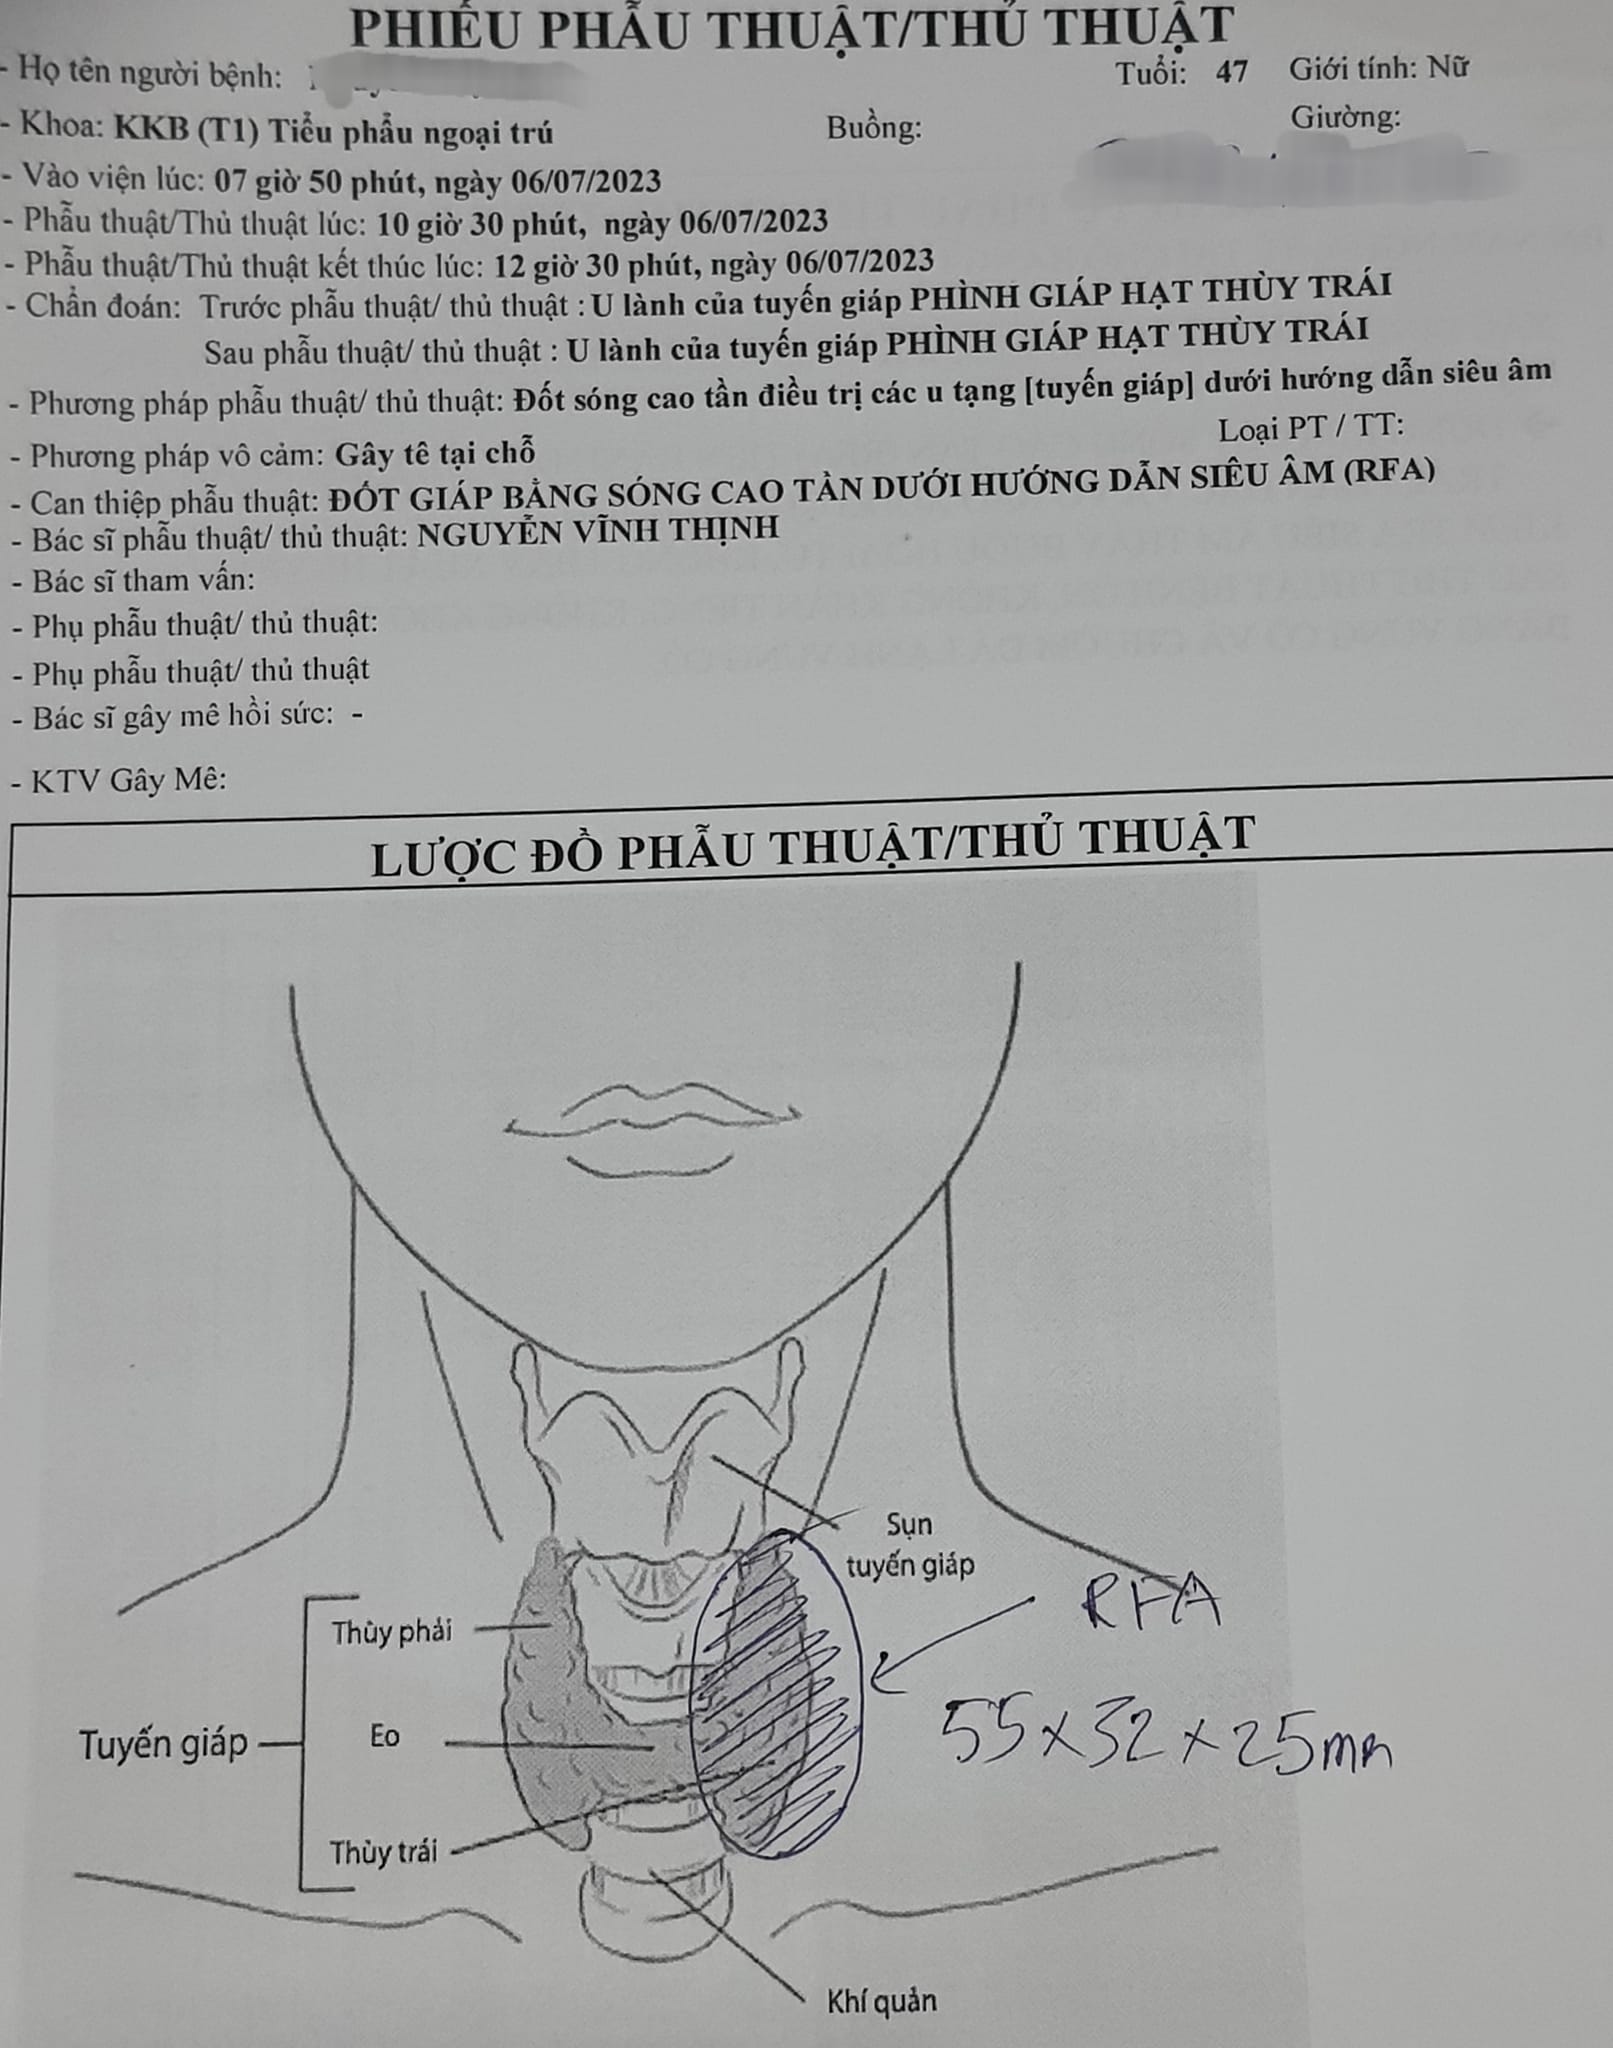 PHIẾU PHẪU THUẬT/THỦ THUẬT
- Họ tên người bệnh:
Tuổi: 47 Giới tính: Nữ
- Khoa: KKB (T1) Tiểu phẫu ngoại trú Buồng: Giường:
- Vào viện lúc: 07 giờ 50 phút, ngày 06/07/2023
- Phẫu thuật/Thủ thuật lúc: 10 giờ 30 phút, ngày 06/07/2023
- Phẫu thuật/Thủ thuật kết thúc lúc: 12 giờ 30 phút, ngày 06/07/2023
- Chẩn đoán: Trước phẫu thuật/ thủ thuật : U lành của tuyến giáp PHÌNH GIÁP HẠT THÙY TRÁI
Sau phẫu thuật/ thủ thuật : U lành của tuyến giáp PHÌNH GIÁP HẠT THÙY TRÁI
- Phương pháp phẫu thuật/ thủ thuật: Đốt sóng cao tần điều trị các u tạng [tuyến giáp] dưới hướng dẫn siêu âm
- Phương pháp vô cảm: Gây tê tại chỗ Loại PT / TT:
- Can thiệp phẫu thuật: ĐỐT GIÁP BẰNG SÓNG CAO TẦN DƯỚI HƯỚNG DẪN SIÊU ÂM (RFA)
- Bác sĩ phẫu thuật/ thủ thuật: NGUYỄN VĨNH THỊNH
- Bác sĩ tham vấn:
- Phụ phẫu thuật/ thủ thuật:
- Phụ phẫu thuật/ thủ thuật
- Bác sĩ gây mê hồi sức: -
- KTV Gây Mê:
LƯỢC ĐỒ PHẪU THUẬT/THỦ THUẬT
Sụn
tuyến giáp
RFA
Thùy phải
55 x 32 x 25mm
Eo
Tuyến giáp
Thùy trái
Khí quản